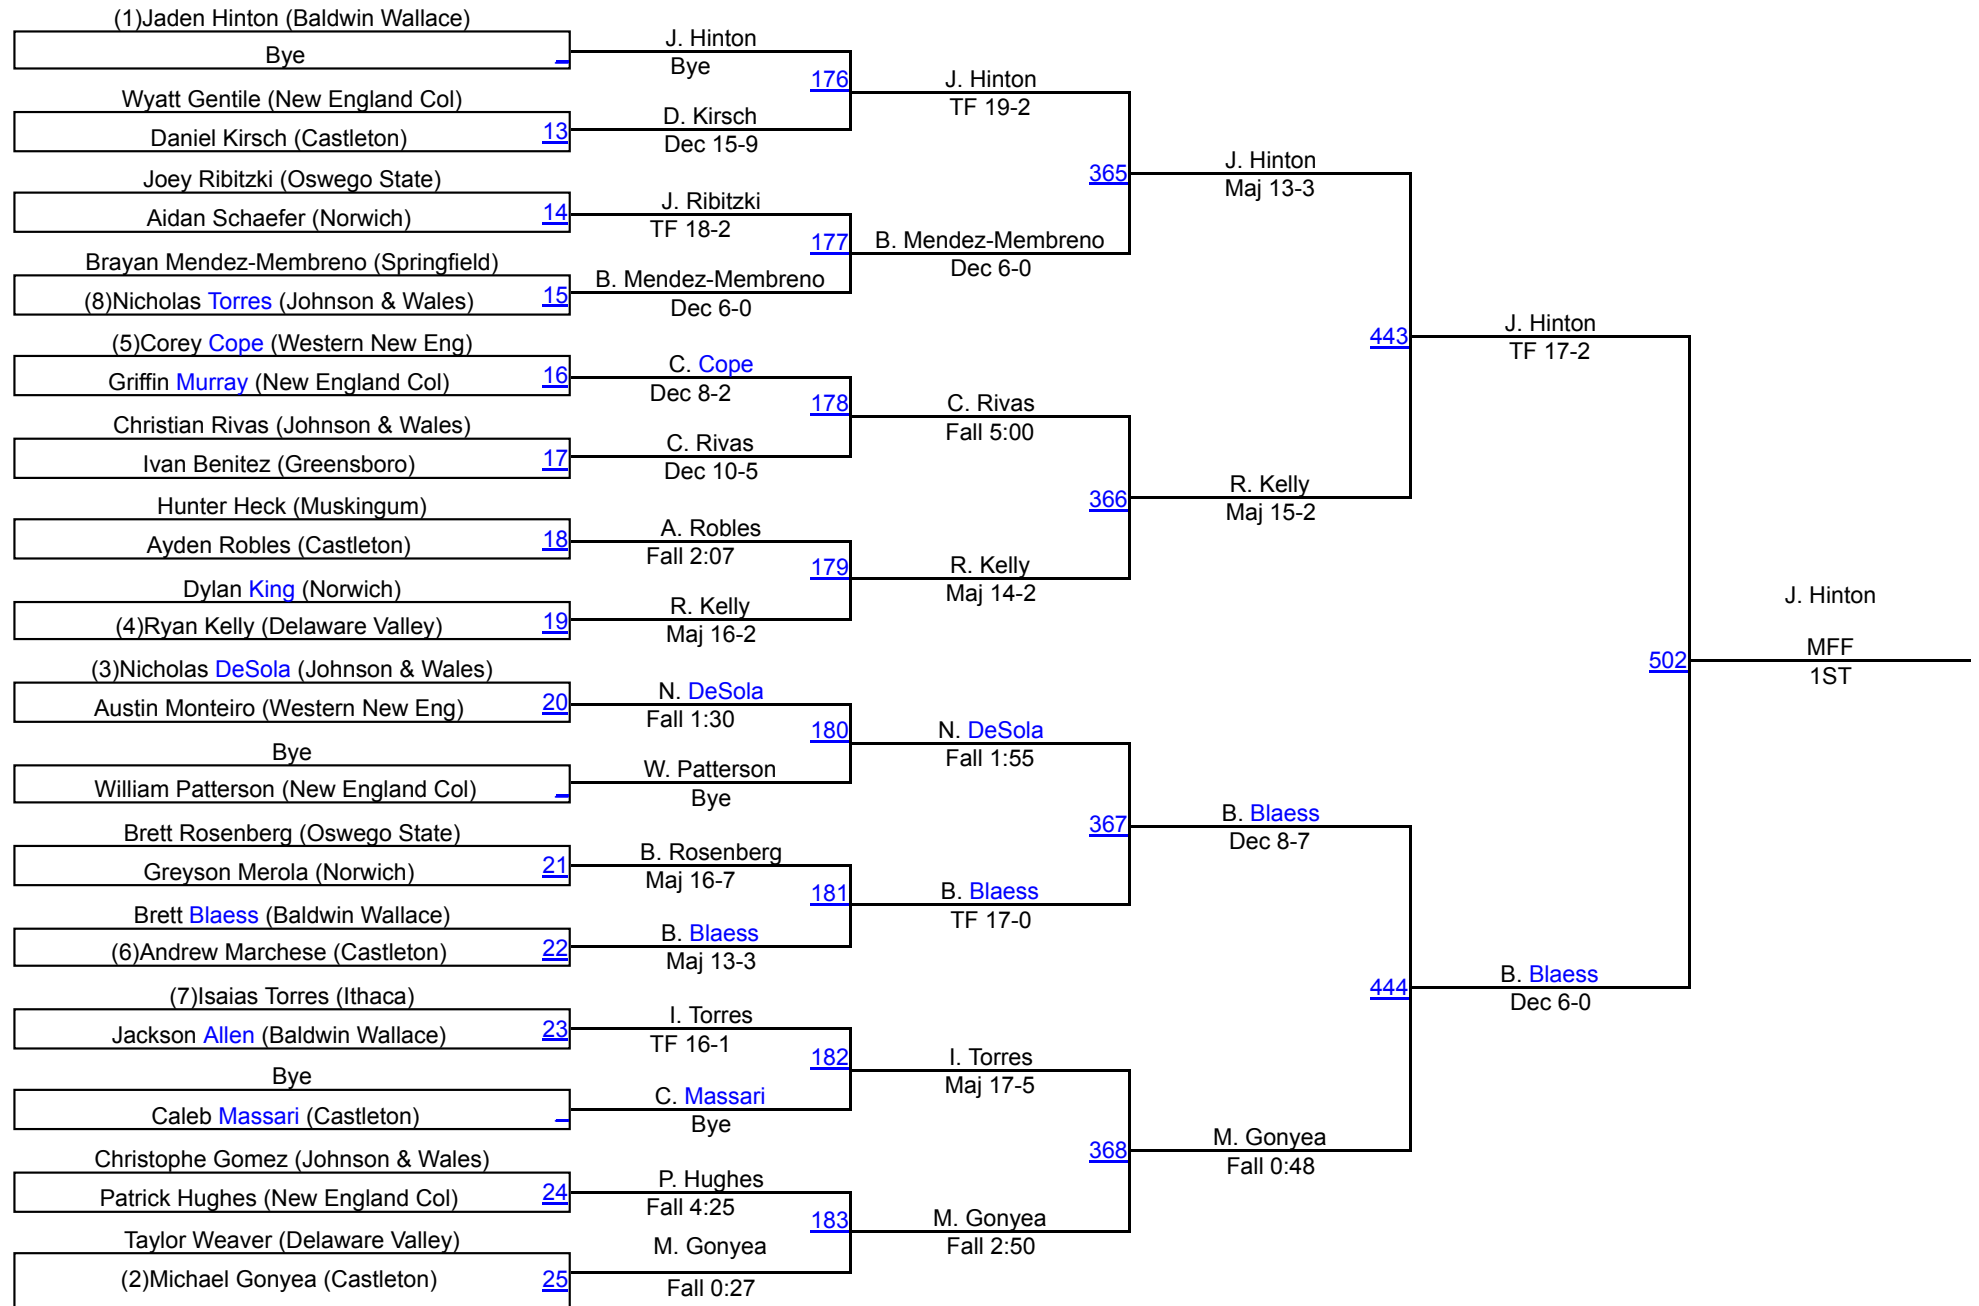 (1)Jaden Hinton (Baldwin Wallace)
Bye
Wyatt Gentile (New England Col)
Daniel Kirsch (Castleton)
13
Joey Ribitzki (Oswego State)
Aidan Schaefer (Norwich)
14
Brayan Mendez-Membreno (Springfield)
(8)Nicholas Torres (Johnson & Wales)
15
(5)Corey Cope (Western New Eng)
Griffin Murray (New England Col)
16
Christian Rivas (Johnson & Wales)
Ivan Benitez (Greensboro)
17
Hunter Heck (Muskingum)
Ayden Robles (Castleton)
18
Dylan King (Norwich)
(4)Ryan Kelly (Delaware Valley)
19
(3)Nicholas DeSola (Johnson & Wales)
Austin Monteiro (Western New Eng)
20
Bye
William Patterson (New England Col)
Brett Rosenberg (Oswego State)
Greyson Merola (Norwich)
21
Brett Blaess (Baldwin Wallace)
(6)Andrew Marchese (Castleton)
22
(7)Isaias Torres (Ithaca)
Jackson Allen (Baldwin Wallace)
23
Bye
Caleb Massari (Castleton)
Christophe Gomez (Johnson & Wales)
Patrick Hughes (New England Col)
24
Taylor Weaver (Delaware Valley)
(2)Michael Gonyea (Castleton)
25
J. Hinton
Bye
176
D. Kirsch
Dec 15-9
J. Ribitzki
TF 18-2
177
B. Mendez-Membreno
Dec 6-0
C. Cope
Dec 8-2
178
C. Rivas
Dec 10-5
A. Robles
Fall 2:07
179
R. Kelly
Maj 16-2
N. DeSola
Fall 1:30
180
W. Patterson
Bye
B. Rosenberg
Maj 16-7
181
B. Blaess
Maj 13-3
I. Torres
TF 16-1
182
C. Massari
Bye
P. Hughes
Fall 4:25
183
M. Gonyea
Fall 0:27
J. Hinton
TF 19-2
365
B. Mendez-Membreno
Dec 6-0
C. Rivas
Fall 5:00
366
R. Kelly
Maj 14-2
N. DeSola
Fall 1:55
367
B. Blaess
TF 17-0
I. Torres
Maj 17-5
368
M. Gonyea
Fall 2:50
J. Hinton
Maj 13-3
443
R. Kelly
Maj 15-2
B. Blaess
Dec 8-7
444
M. Gonyea
Fall 0:48
J. Hinton
TF 17-2
502
B. Blaess
Dec 6-0
J. Hinton
MFF
1ST